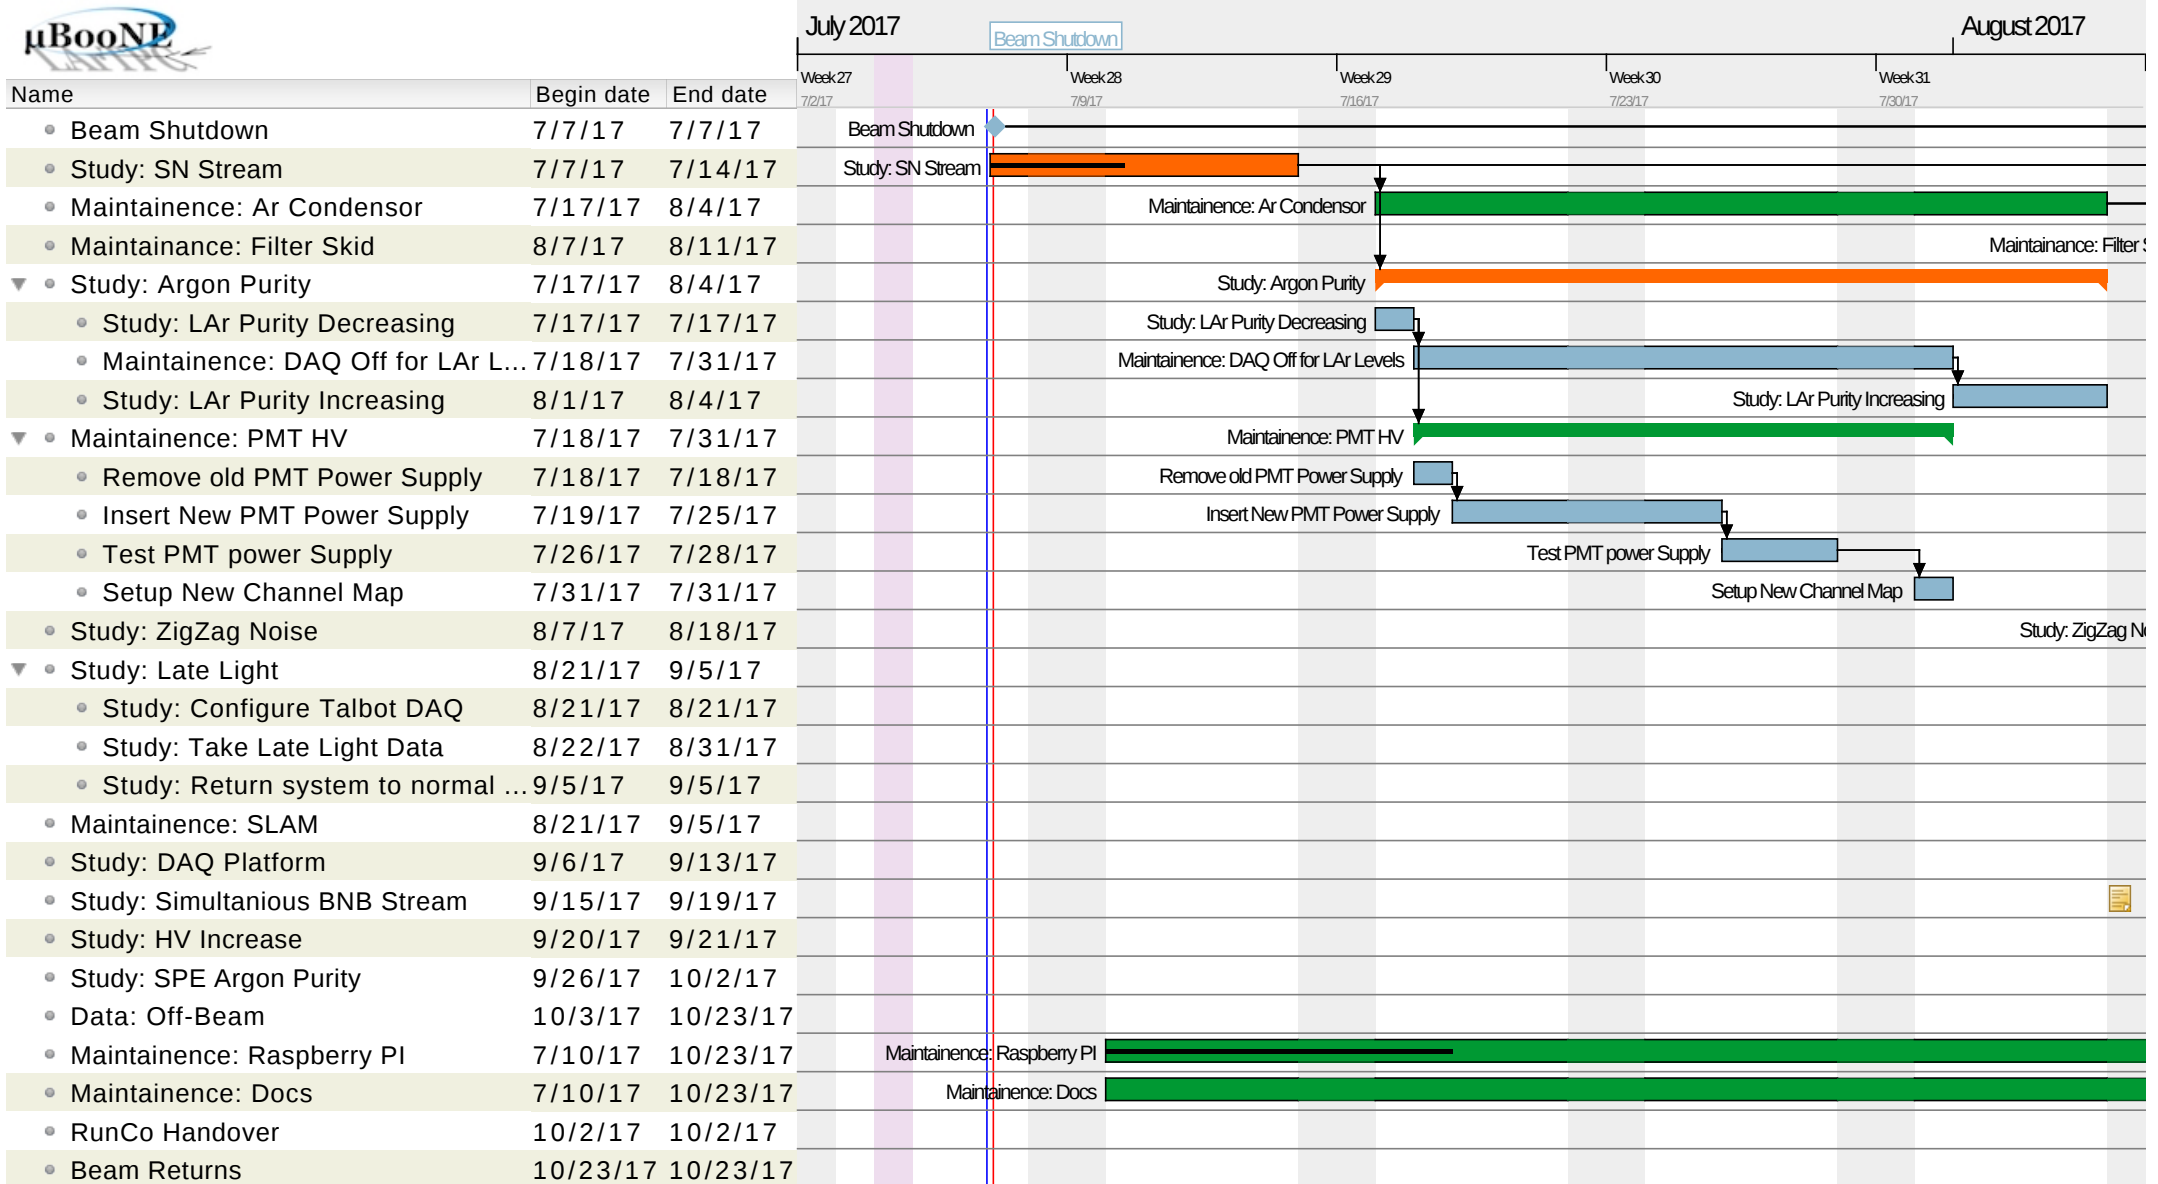 µBooNE
LArTPC
July 2017
August 2017
Beam Shutdown
Week 27 Week 28 Week 29 Week 30 Week 31
7/2/17 7/9/17 7/16/17 7/23/17 7/30/17
Name Begin date End date
Beam Shutdown 7/7/17 7/7/17 Beam Shutdown
Study: SN Stream 7/7/17 7/14/17 Study: SN Stream
Maintainence: Ar Condensor 7/17/17 8/4/17 Maintainence: Ar Condensor
Maintainance: Filter Skid 8/7/17 8/11/17 Maintainance: Filter S
Study: Argon Purity 7/17/17 8/4/17 Study: Argon Purity
Study: LAr Purity Decreasing 7/17/17 7/17/17 Study: LAr Purity Decreasing
Maintainence: DAQ Off for LAr L... 7/18/17 7/31/17 Maintainence: DAQ Off for LAr Levels
Study: LAr Purity Increasing 8/1/17 8/4/17 Study: LAr Purity Increasing
Maintainence: PMT HV 7/18/17 7/31/17 Maintainence: PMT HV
Remove old PMT Power Supply 7/18/17 7/18/17 Remove old PMT Power Supply
Insert New PMT Power Supply 7/19/17 7/25/17 Insert New PMT Power Supply
Test PMT power Supply 7/26/17 7/28/17 Test PMT power Supply
Setup New Channel Map 7/31/17 7/31/17 Setup New Channel Map
Study: ZigZag Noise 8/7/17 8/18/17 Study: ZigZag No
Study: Late Light 8/21/17 9/5/17
Study: Configure Talbot DAQ 8/21/17 8/21/17
Study: Take Late Light Data 8/22/17 8/31/17
Study: Return system to normal ... 9/5/17 9/5/17
Maintainence: SLAM 8/21/17 9/5/17
Study: DAQ Platform 9/6/17 9/13/17
Study: Simultanious BNB Stream 9/15/17 9/19/17
Study: HV Increase 9/20/17 9/21/17
Study: SPE Argon Purity 9/26/17 10/2/17
Data: Off-Beam 10/3/17 10/23/17
Maintainence: Raspberry PI 7/10/17 10/23/17 Maintainence: Raspberry PI
Maintainence: Docs 7/10/17 10/23/17 Maintainence: Docs
RunCo Handover 10/2/17 10/2/17
Beam Returns 10/23/17 10/23/17